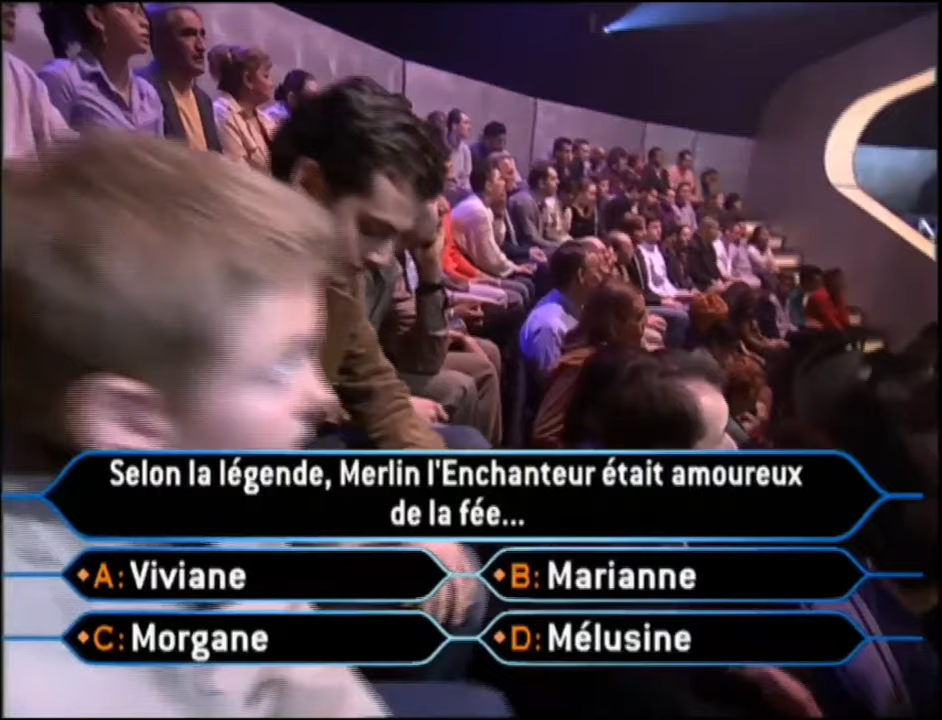 Selon la légende, Merlin l'Enchanteur était amoureux
de la fée...
A: Viviane
B: Marianne
C: Morgane
D: Mélusine